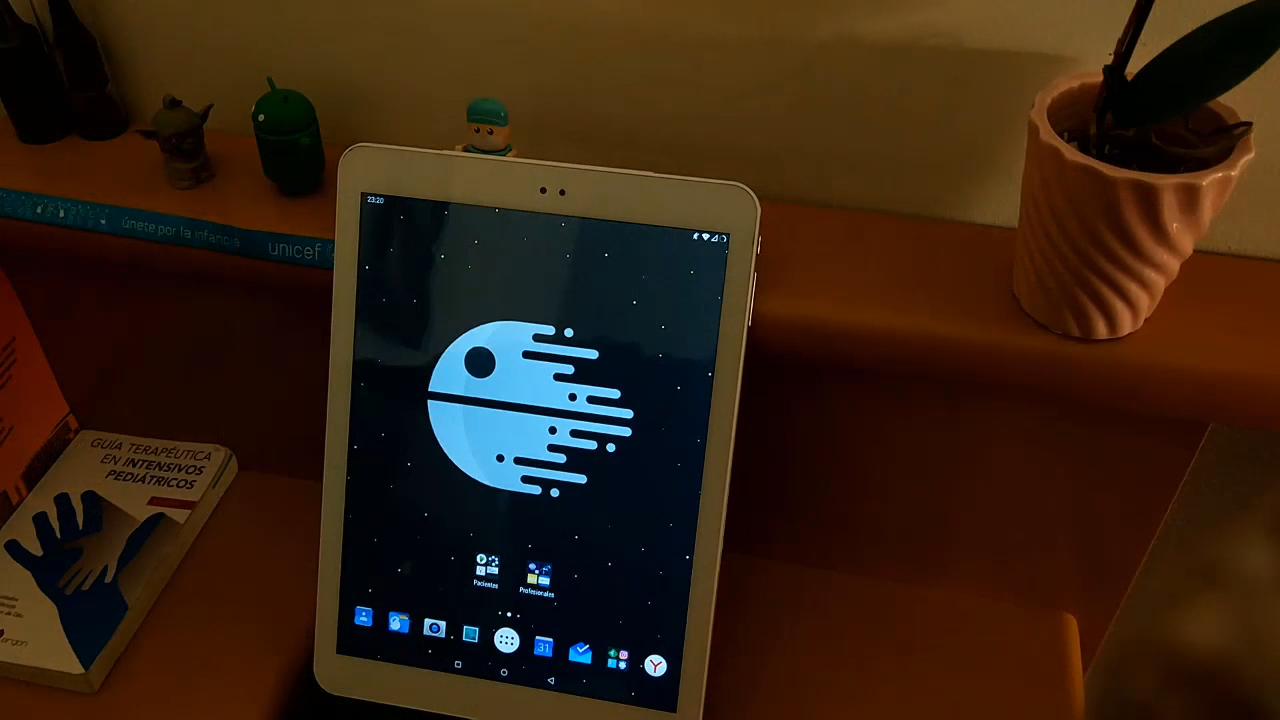 23:20
únete por la infancia
unicef
GUÍA TERAPÉUTICA
EN INTENSIVOS
PEDIÁTRICOS
Pacientes
Profesionales
31
ergon